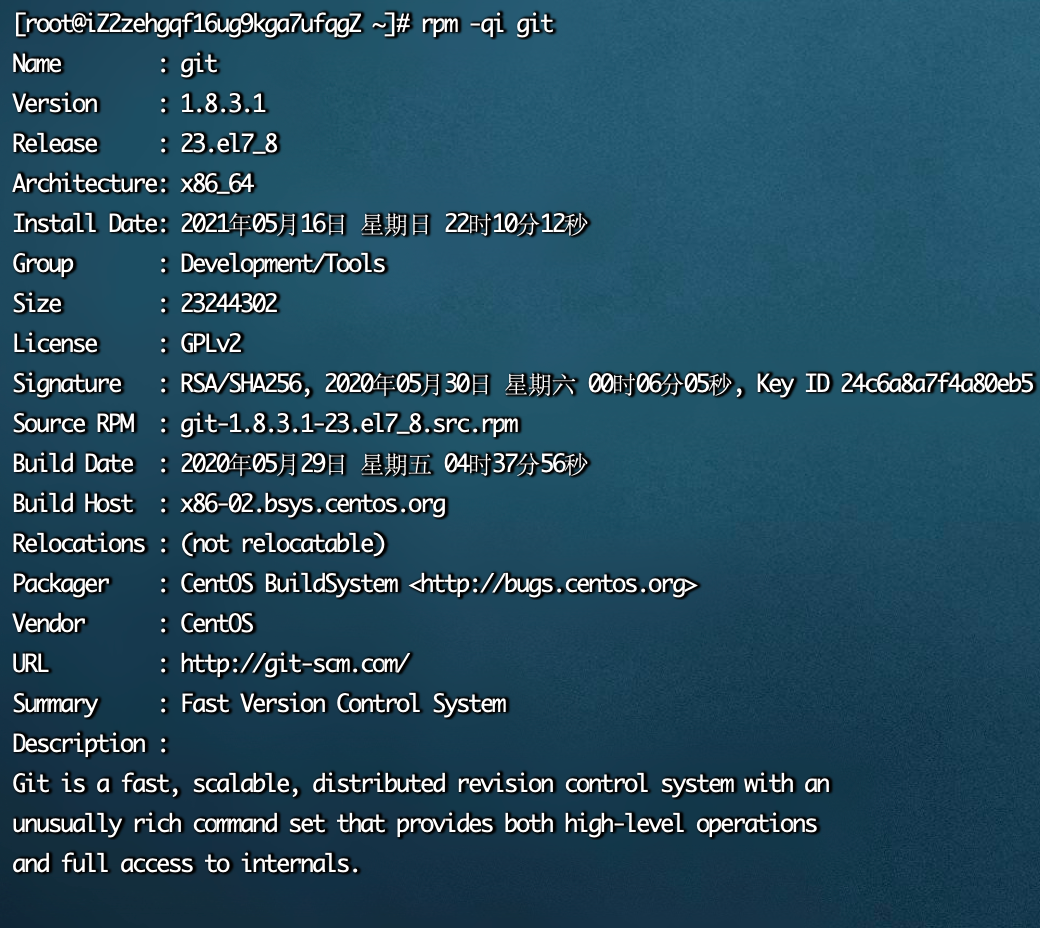 [root@iZ2zehgqf16ug9kga7ufqgZ ~]# rpm -qi git
Name        : git
Version     : 1.8.3.1
Release     : 23.el7_8
Architecture: x86_64
Install Date: 2021年05月16日 星期日 22时10分12秒
Group       : Development/Tools
Size        : 23244302
License     : GPLv2
Signature   : RSA/SHA256, 2020年05月30日 星期六 00时06分05秒, Key ID 24c6a8a7f4a80eb5
Source RPM  : git-1.8.3.1-23.el7_8.src.rpm
Build Date  : 2020年05月29日 星期五 04时37分56秒
Build Host  : x86-02.bsys.centos.org
Relocations : (not relocatable)
Packager    : CentOS BuildSystem <http://bugs.centos.org>
Vendor      : CentOS
URL         : http://git-scm.com/
Summary     : Fast Version Control System
Description :
Git is a fast, scalable, distributed revision control system with an
unusually rich command set that provides both high-level operations
and full access to internals.